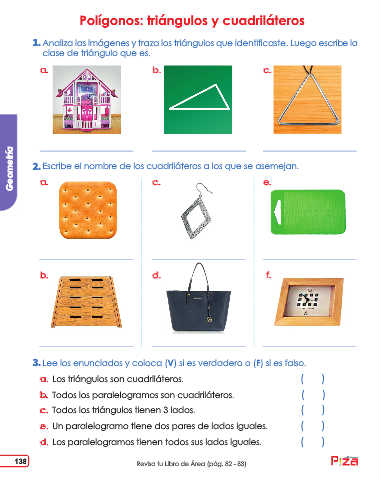 Polígonos: triángulos y cuadriláteros
1. Analiza las imágenes y traza los triángulos que identificaste. Luego escribe la
clase de triángulo que es.
a.
b.
c.
Geometría
2. Escribe el nombre de los cuadriláteros a los que se asemejan.
a.
c.
e.
b.
d.
f.
3. Lee los enunciados y coloca (V) si es verdadero o (F) si es falso.
a. Los triángulos son cuadriláteros. ( )
b. Todos los paralelogramos son cuadriláteros. ( )
c. Todos los triángulos tienen 3 lados. ( )
e. Un paralelogramo tiene dos pares de lados iguales. ( )
d. Los paralelogramos tienen todos sus lados iguales. ( )
138
Revisa tu Libro de Área (pág. 82 - 83)